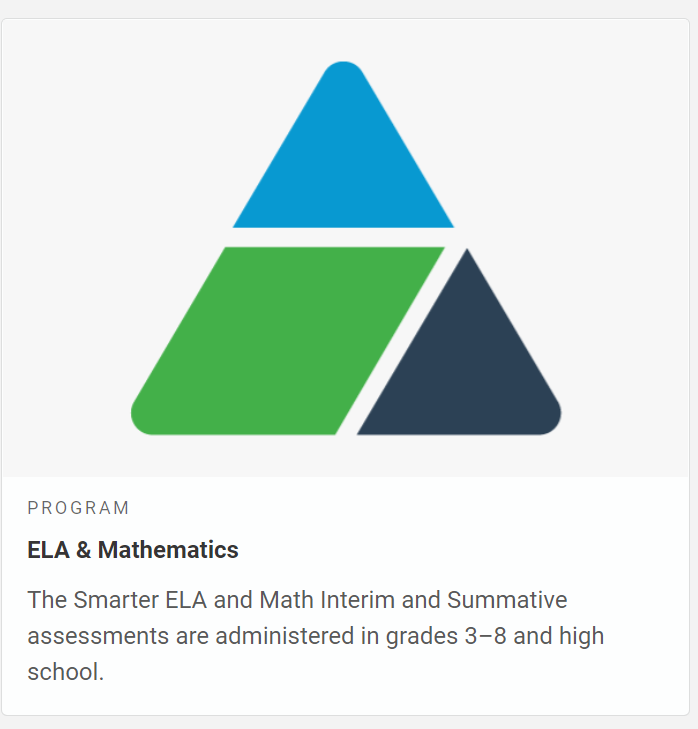 PROGRAM
ELA & Mathematics
The Smarter ELA and Math Interim and Summative
assessments are administered in grades 3–8 and high
school.